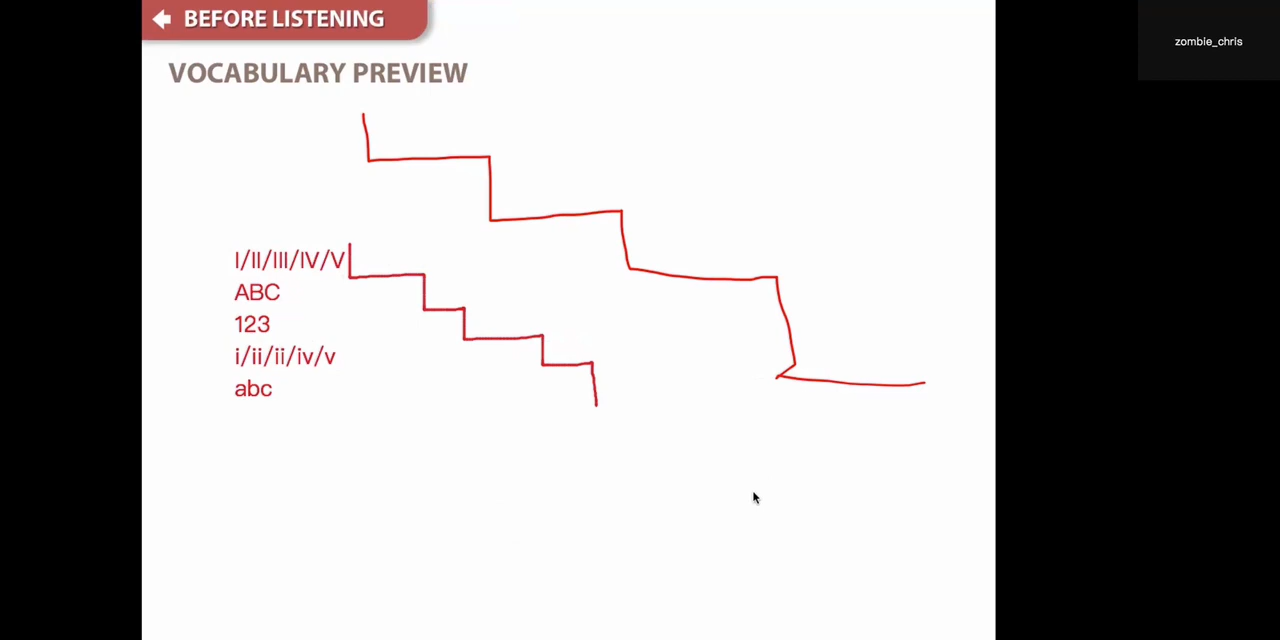 BEFORE LISTENING
zombie_chris
VOCABULARY PREVIEW
I/II/III/IV/V
ABC
123
i/ii/ii/iv/v
abc